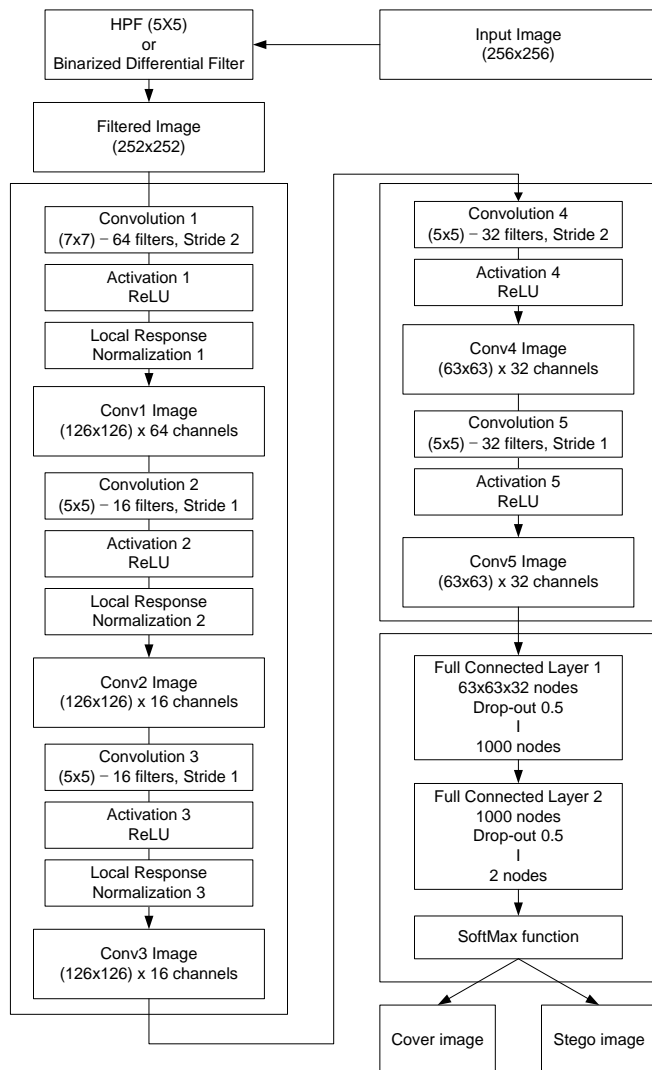 Input Image
(256x256)
HPF (5X5)
or
Binarized Differential Filter
Filtered Image
(252x252)
Convolution 1
(7x7) – 64 filters, Stride 2
Activation 1
ReLU
Local Response
Normalization 1
Conv1 Image
(126x126) x 64 channels
Convolution 2
(5x5) – 16 filters, Stride 1
Activation 2
ReLU
Local Response
Normalization 2
Conv2 Image
(126x126) x 16 channels
Convolution 3
(5x5) – 16 filters, Stride 1
Activation 3
ReLU
Local Response
Normalization 3
Conv3 Image
(126x126) x 16 channels
Convolution 4
(5x5) – 32 filters, Stride 2
Activation 4
ReLU
Conv4 Image
(63x63) x 32 channels
Convolution 5
(5x5) – 32 filters, Stride 1
Activation 5
ReLU
Conv5 Image
(63x63) x 32 channels
Full Connected Layer 1
63x63x32 nodes
Drop-out 0.5
I
1000 nodes
Full Connected Layer 2
1000 nodes
Drop-out 0.5
I
2 nodes
SoftMax function
Cover image
Stego image